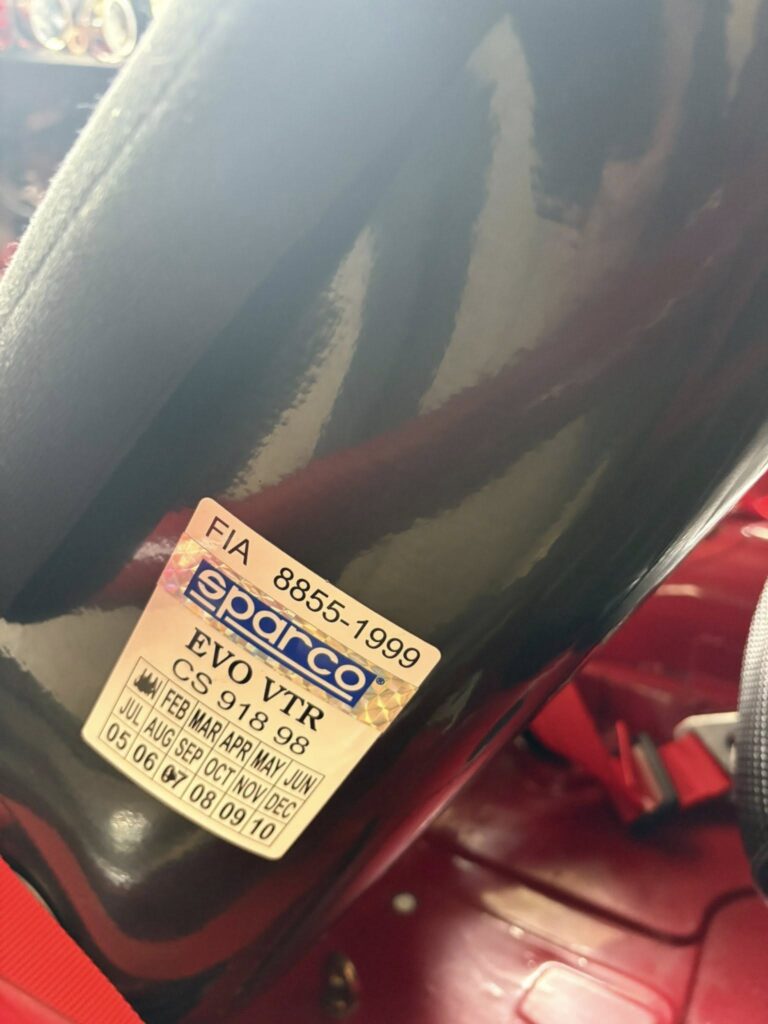 FIA 8855-1999
sparco®
EVO VTR
CS 918 98
FEB MAR APR MAY JUN
JUL AUG SEP OCT NOV DEC
05 06 07 08 09 10